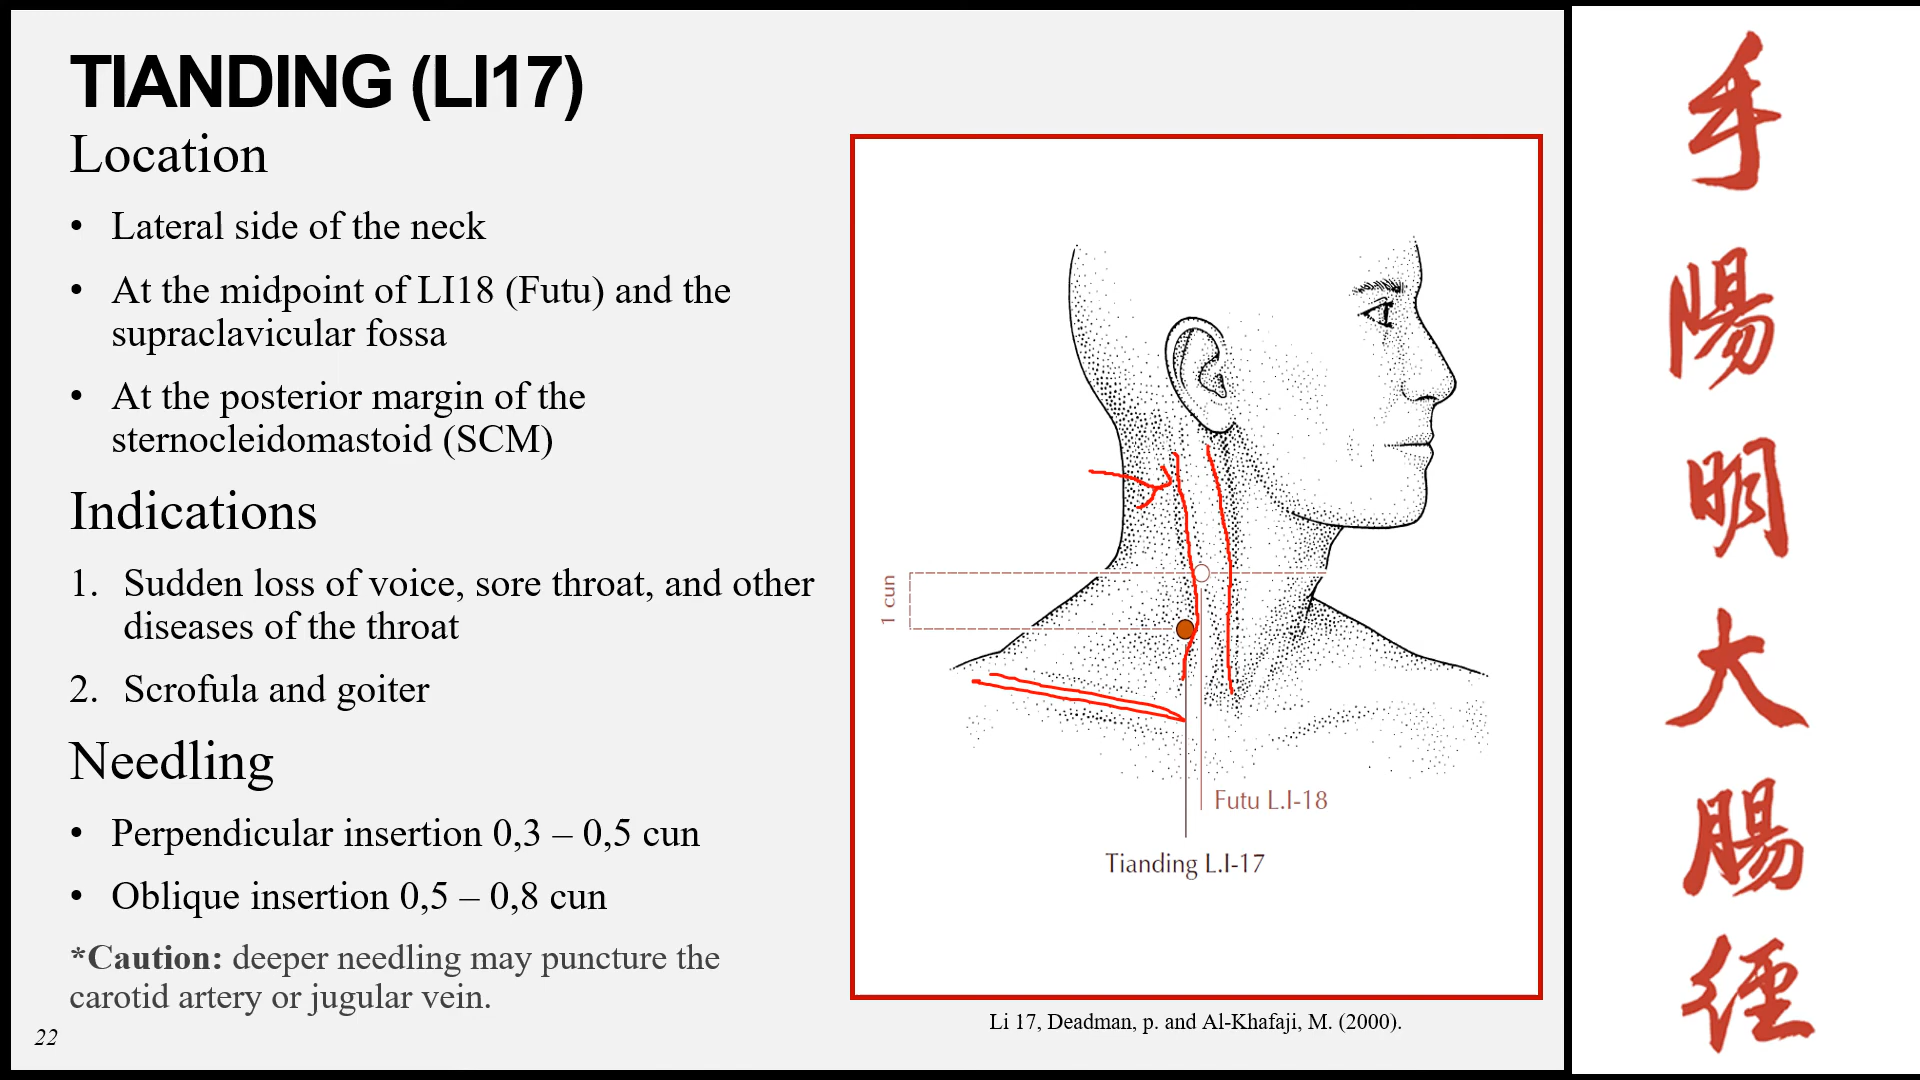 TIANDING (LI17)
Location
• Lateral side of the neck
• At the midpoint of LI18 (Futu) and the
supraclavicular fossa
• At the posterior margin of the
sternocleidomastoid (SCM)
Indications
1. Sudden loss of voice, sore throat, and other
diseases of the throat
2. Scrofula and goiter
Needling
• Perpendicular insertion 0,3 – 0,5 cun
• Oblique insertion 0,5 – 0,8 cun
*Caution: deeper needling may puncture the
carotid artery or jugular vein.
22
1 cun
Futu L.I-18
Tianding L.I-17
Li 17, Deadman, p. and Al-Khafaji, M. (2000).
手
陽
明
大
腸
經